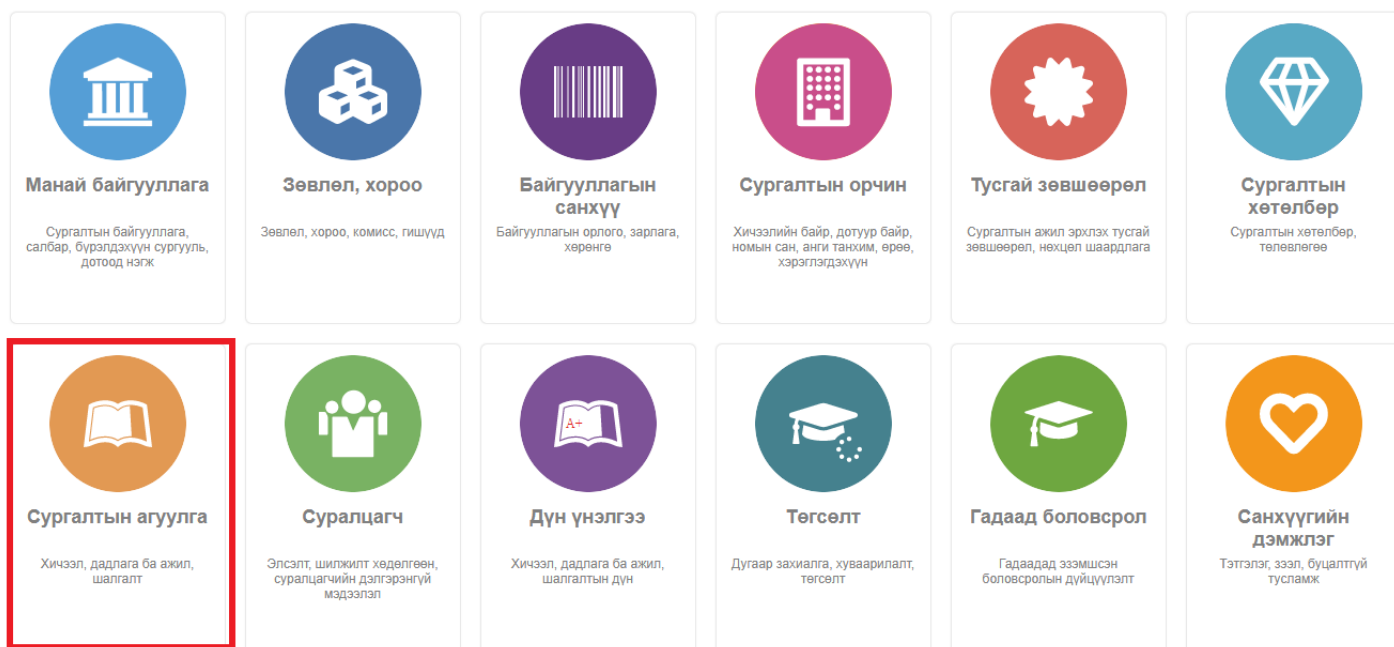 Манай байгууллага
Сургалтын байгууллага,
салбар, бүрэлдэхүүн сургууль,
дотоод нэгж
Зөвлөл, хороо
Зөвлөл, хороо, комисс, гишүүд
Байгууллагын
санхүү
Байгууллагын орлого, зарлага,
хөрөнгө
Сургалтын орчин
Хичээлийн байр, дотуур байр,
номын сан, анги танхим, өрөө,
хэрэглэгдэхүүн
Тусгай зөвшөөрөл
Сургалтын ажил эрхлэх тусгай
зөвшөөрөл, нөхцөл шаардлага
Сургалтын
хөтөлбөр
Сургалтын хөтөлбөр,
төлөвлөгөө
Сургалтын агуулга
Хичээл, дадлага ба ажил,
шалгалт
Суралцагч
Элсэлт, шилжилт хөдөлгөөн,
суралцагчийн дэлгэрэнгүй
мэдээлэл
A+
Дүн үнэлгээ
Хичээл, дадлага ба ажил,
шалгалтын дүн
Төгсөлт
Дугаар захиалга, хуваарилалт,
төгсөлт
Гадаад боловсрол
Гадаадад эзэмшсэн
боловсролын дүйцүүлэлт
Санхүүгийн
дэмжлэг
Тэтгэлэг, зээл, буцалтгүй
тусламж